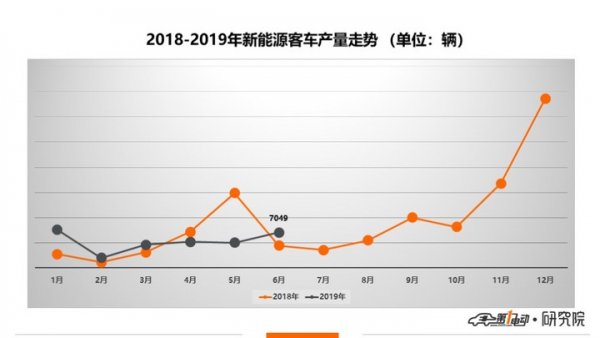 2018-2019年新能源客车产量走势 （单位：辆）
7049
1月 2月 3月 4月 5月 6月 7月 8月 9月 10月 11月 12月
2018年 2019年
第1电动·研究院